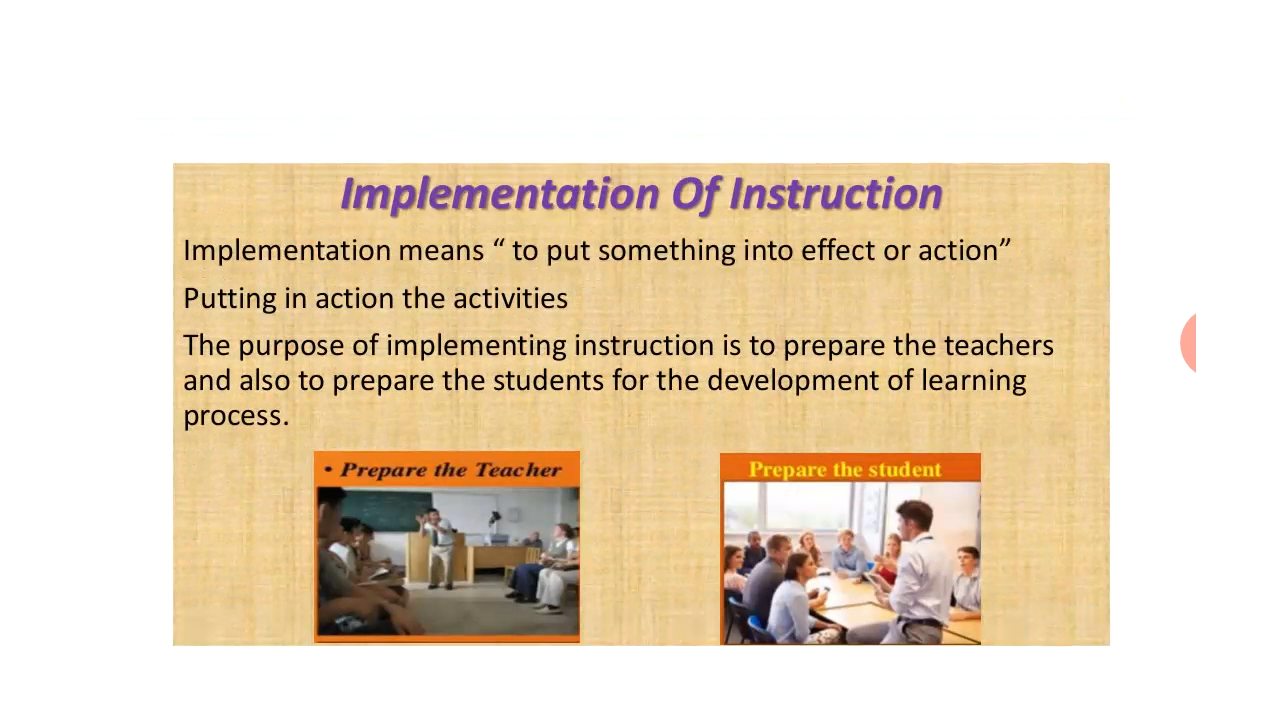 Implementation Of Instruction
Implementation means “ to put something into effect or action”
Putting in action the activities
The purpose of implementing instruction is to prepare the teachers
and also to prepare the students for the development of learning
process.
• Prepare the Teacher
Prepare the student